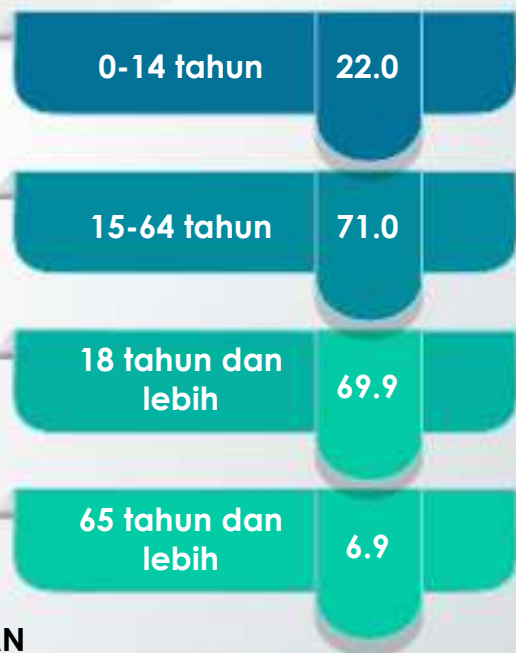 0-14 tahun 22.0
15-64 tahun 71.0
18 tahun dan
lebih
69.9
65 tahun dan
lebih
6.9